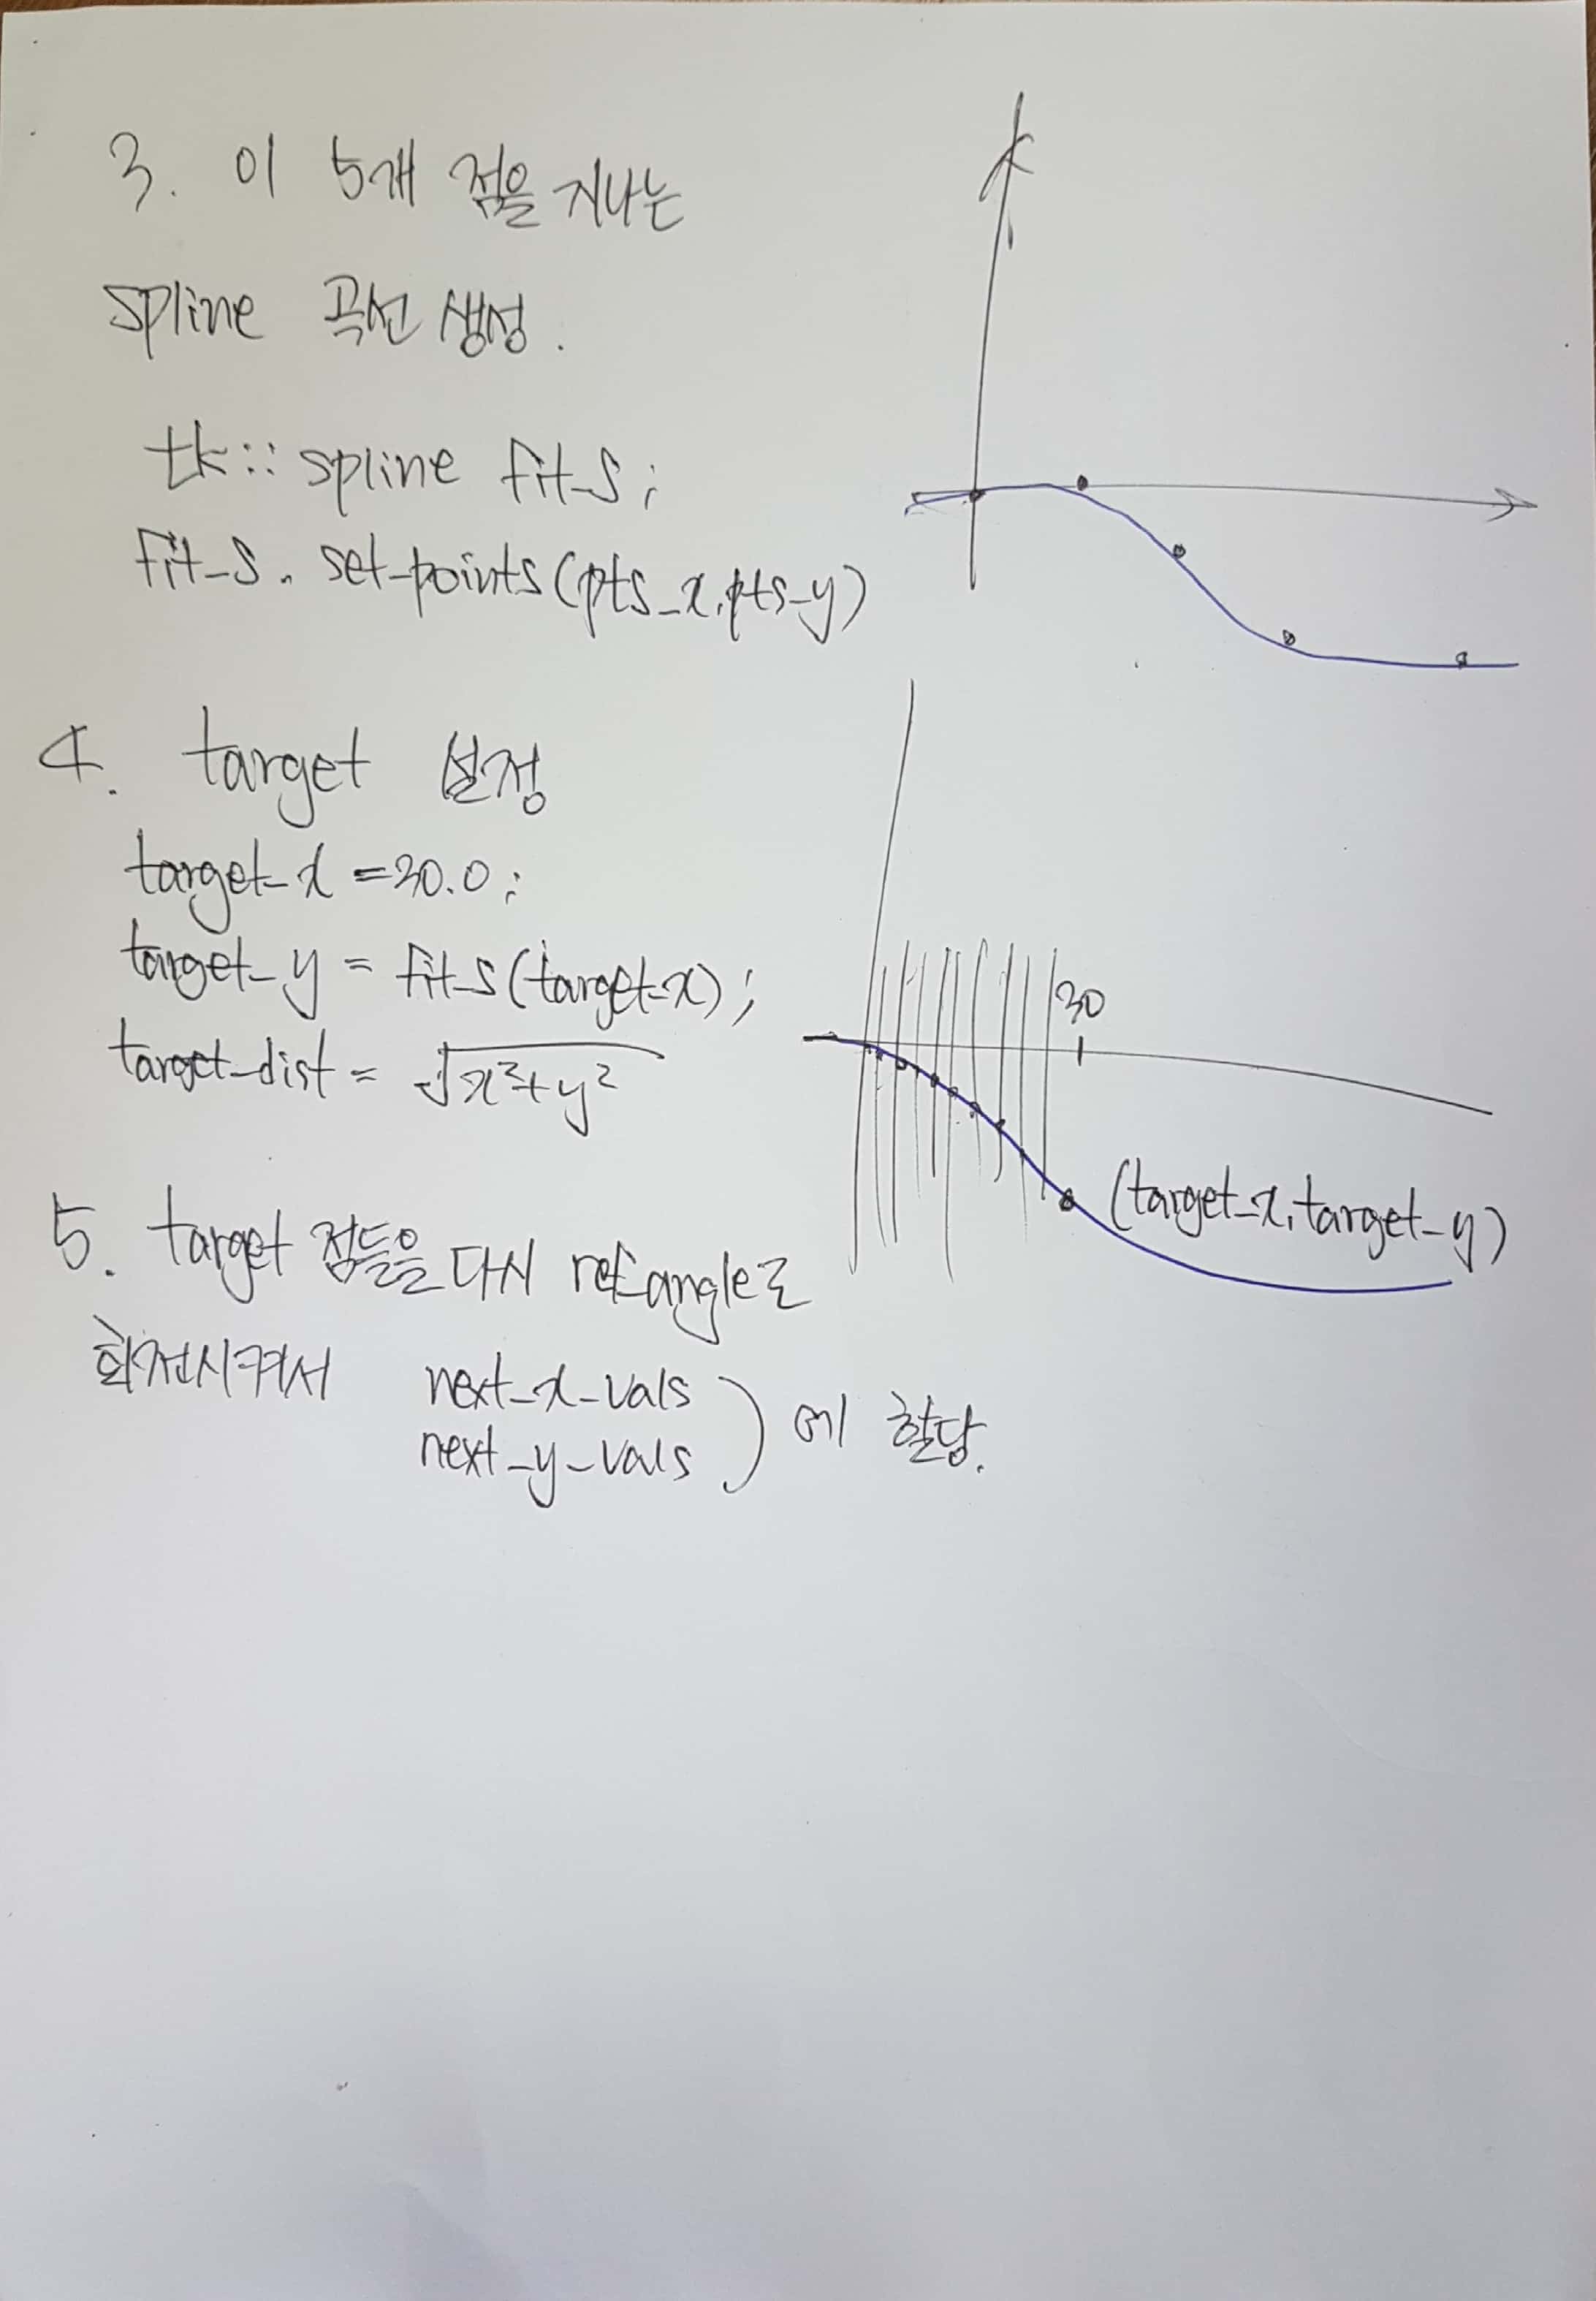 3. 이 5개 점을 지나는
spline 곡선 생성.
tk:: spline fit_s;
fit_s. set_points(pts_x, pts_y)
4. target 설정
target_x = 30.0;
target_y = fit_s(target_x);
target_dist = √x²+y²
30
(target_x, target_y)
5. target 점들을 다시 ref_angle로
회전시켜서 next_x_vals
next_y_vals ) 에 할당.